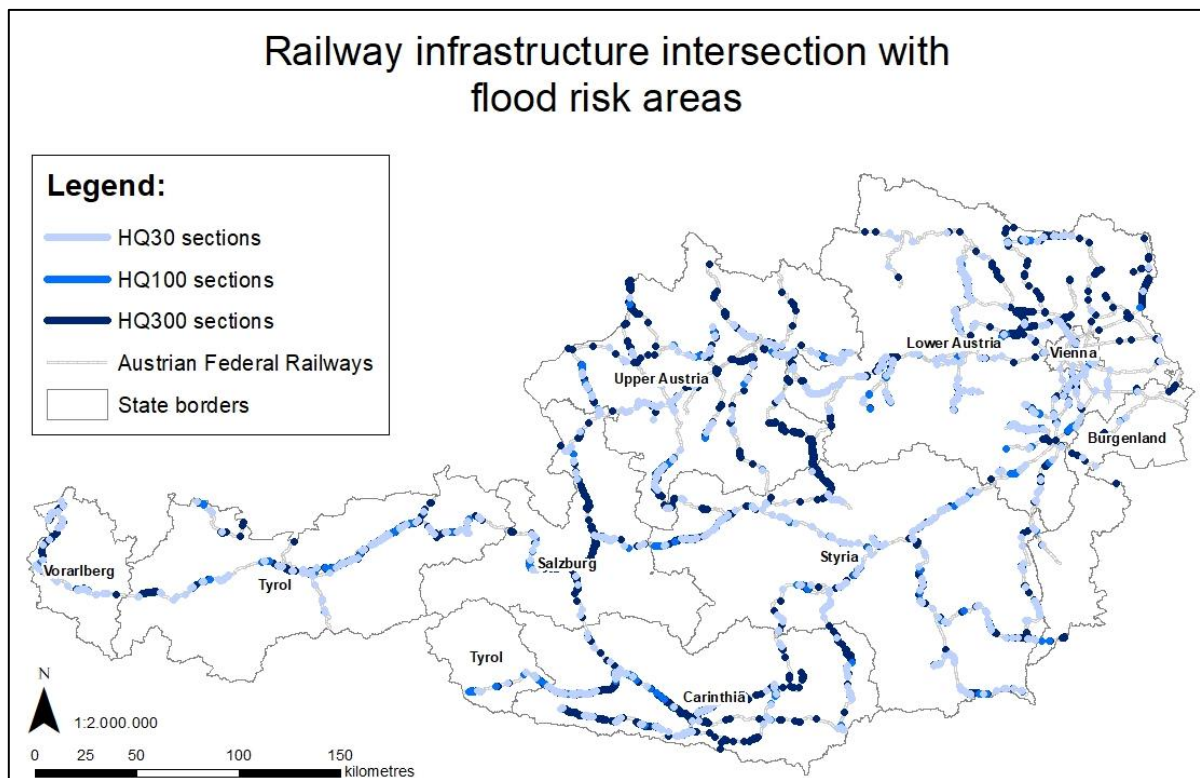 Railway infrastructure intersection with
flood risk areas
Legend:
HQ30 sections
HQ100 sections
HQ300 sections
Austrian Federal Railways
State borders
Lower Austria
Vienna
Upper Austria
Burgenland
Styria
Salzburg
Vorarlberg
Tyrol
Tyrol
Carinthia
N
1:2.000.000
0 25 50 100 150
kilometres